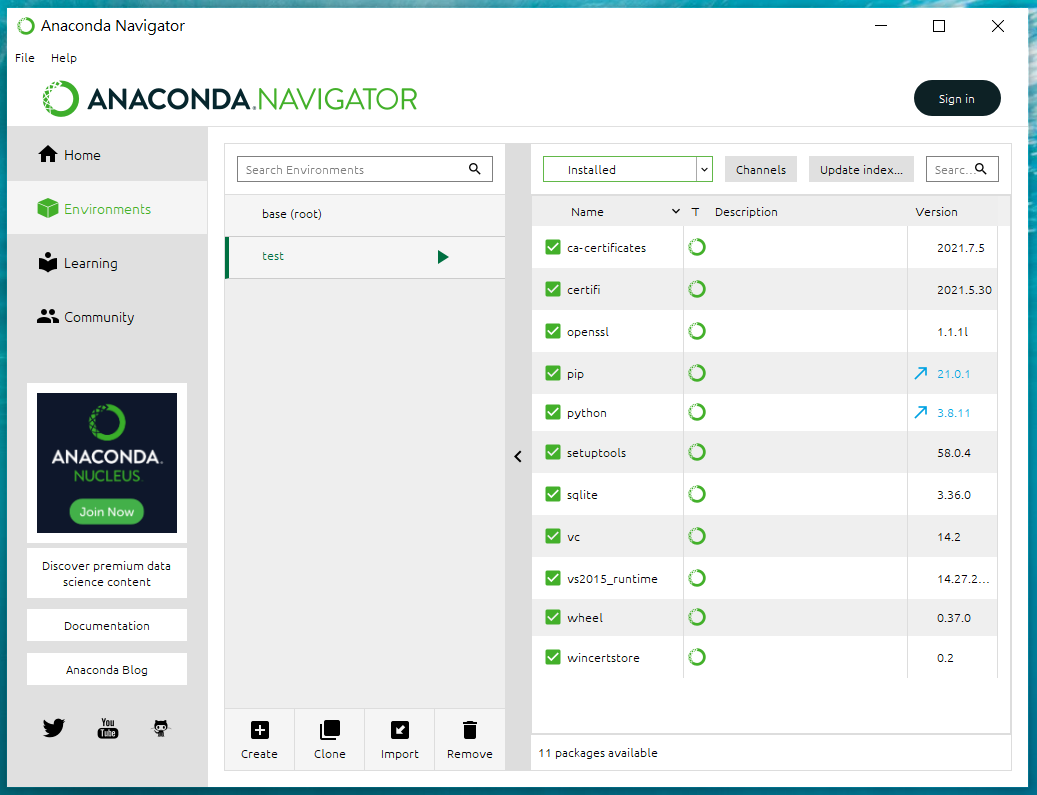 Anaconda Navigator
File Help
ANACONDA.NAVIGATOR
Sign in
Home
Environments
Learning
Community
ANACONDA.
NUCLEUS
Join Now
Discover premium data
science content
Documentation
Anaconda Blog
You
Tube
Search Environments
base (root)
test
Create Clone Import Remove
Installed Channels Update index... Searc...
Name T Description Version
ca-certificates 2021.7.5
certifi 2021.5.30
openssl 1.1.1l
pip 21.0.1
python 3.8.11
setuptools 58.0.4
sqlite 3.36.0
vc 14.2
vs2015_runtime 14.27.2...
wheel 0.37.0
wincertstore 0.2
11 packages available